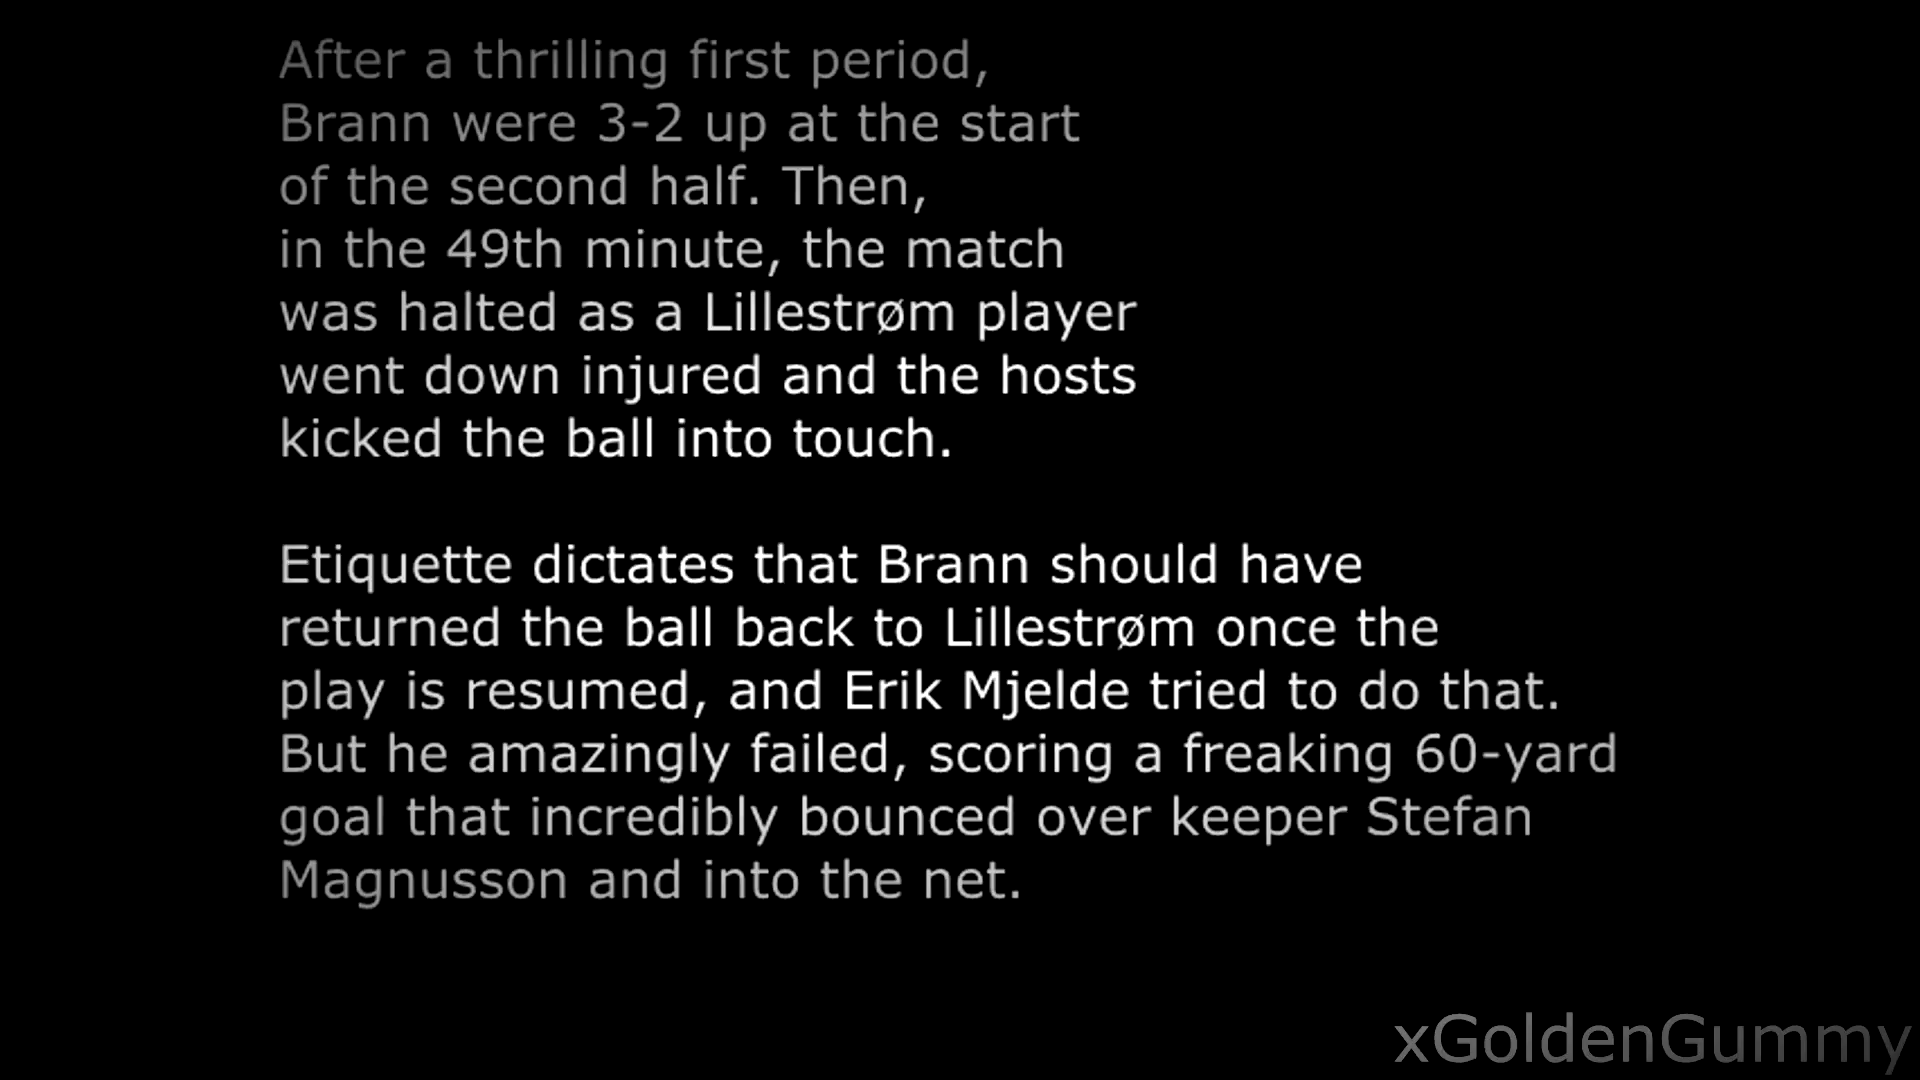 After a thrilling first period,
Brann were 3-2 up at the start
of the second half. Then,
in the 49th minute, the match
was halted as a Lillestrøm player
went down injured and the hosts
kicked the ball into touch.
Etiquette dictates that Brann should have
returned the ball back to Lillestrøm once the
play is resumed, and Erik Mjelde tried to do that.
But he amazingly failed, scoring a freaking 60-yard
goal that incredibly bounced over keeper Stefan
Magnusson and into the net.
xGoldenGummy